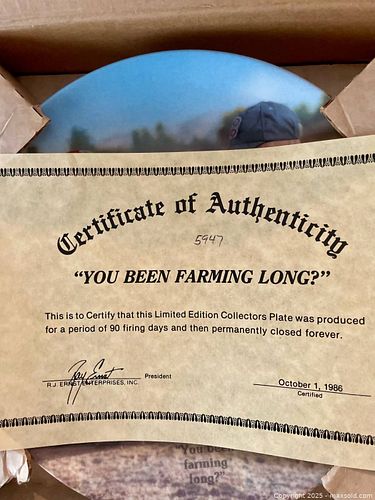 Certificate of Authenticity
5947
"YOU BEEN FARMING LONG?"
This is to Certify that this Limited Edition Collectors Plate was produced
for a period of 90 firing days and then permanently closed forever.
Ray Ernst
President
R.J. ERNST ENTERPRISES, INC.
October 1, 1986
Certified
"You been
farming
long?"
Copyright 2025 - maxsold.com